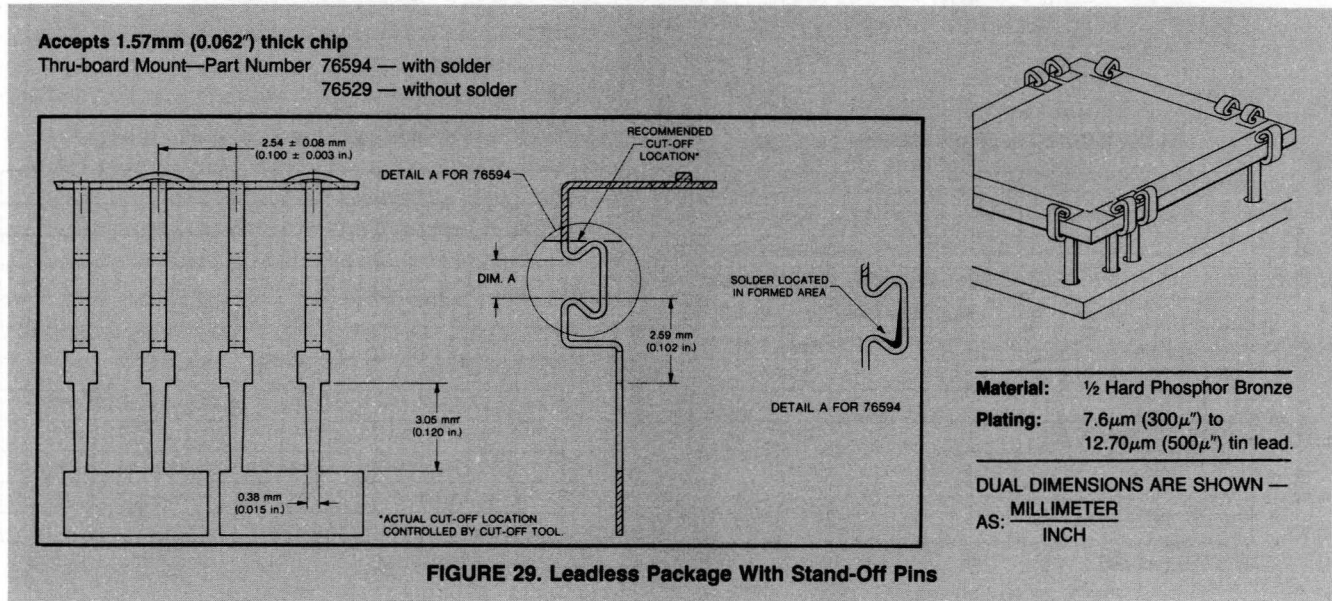 Accepts 1.57mm (0.062") thick chip
Thru-board Mount—Part Number 76594 — with solder
76529 — without solder
2.54 ± 0.08 mm
(0.100 ± 0.003 in.)
RECOMMENDED
CUT-OFF
LOCATION*
DETAIL A FOR 76594
DIM. A
SOLDER LOCATED
IN FORMED AREA
2.59 mm
(0.102 in.)
DETAIL A FOR 76594
3.05 mm
(0.120 in.)
0.38 mm
(0.015 in.)
*ACTUAL CUT-OFF LOCATION
CONTROLLED BY CUT-OFF TOOL.
Material: ½ Hard Phosphor Bronze
Plating: 7.6µm (300µ") to
12.70µm (500µ") tin lead.
DUAL DIMENSIONS ARE SHOWN —
AS: MILLIMETER
INCH
FIGURE 29. Leadless Package With Stand-Off Pins